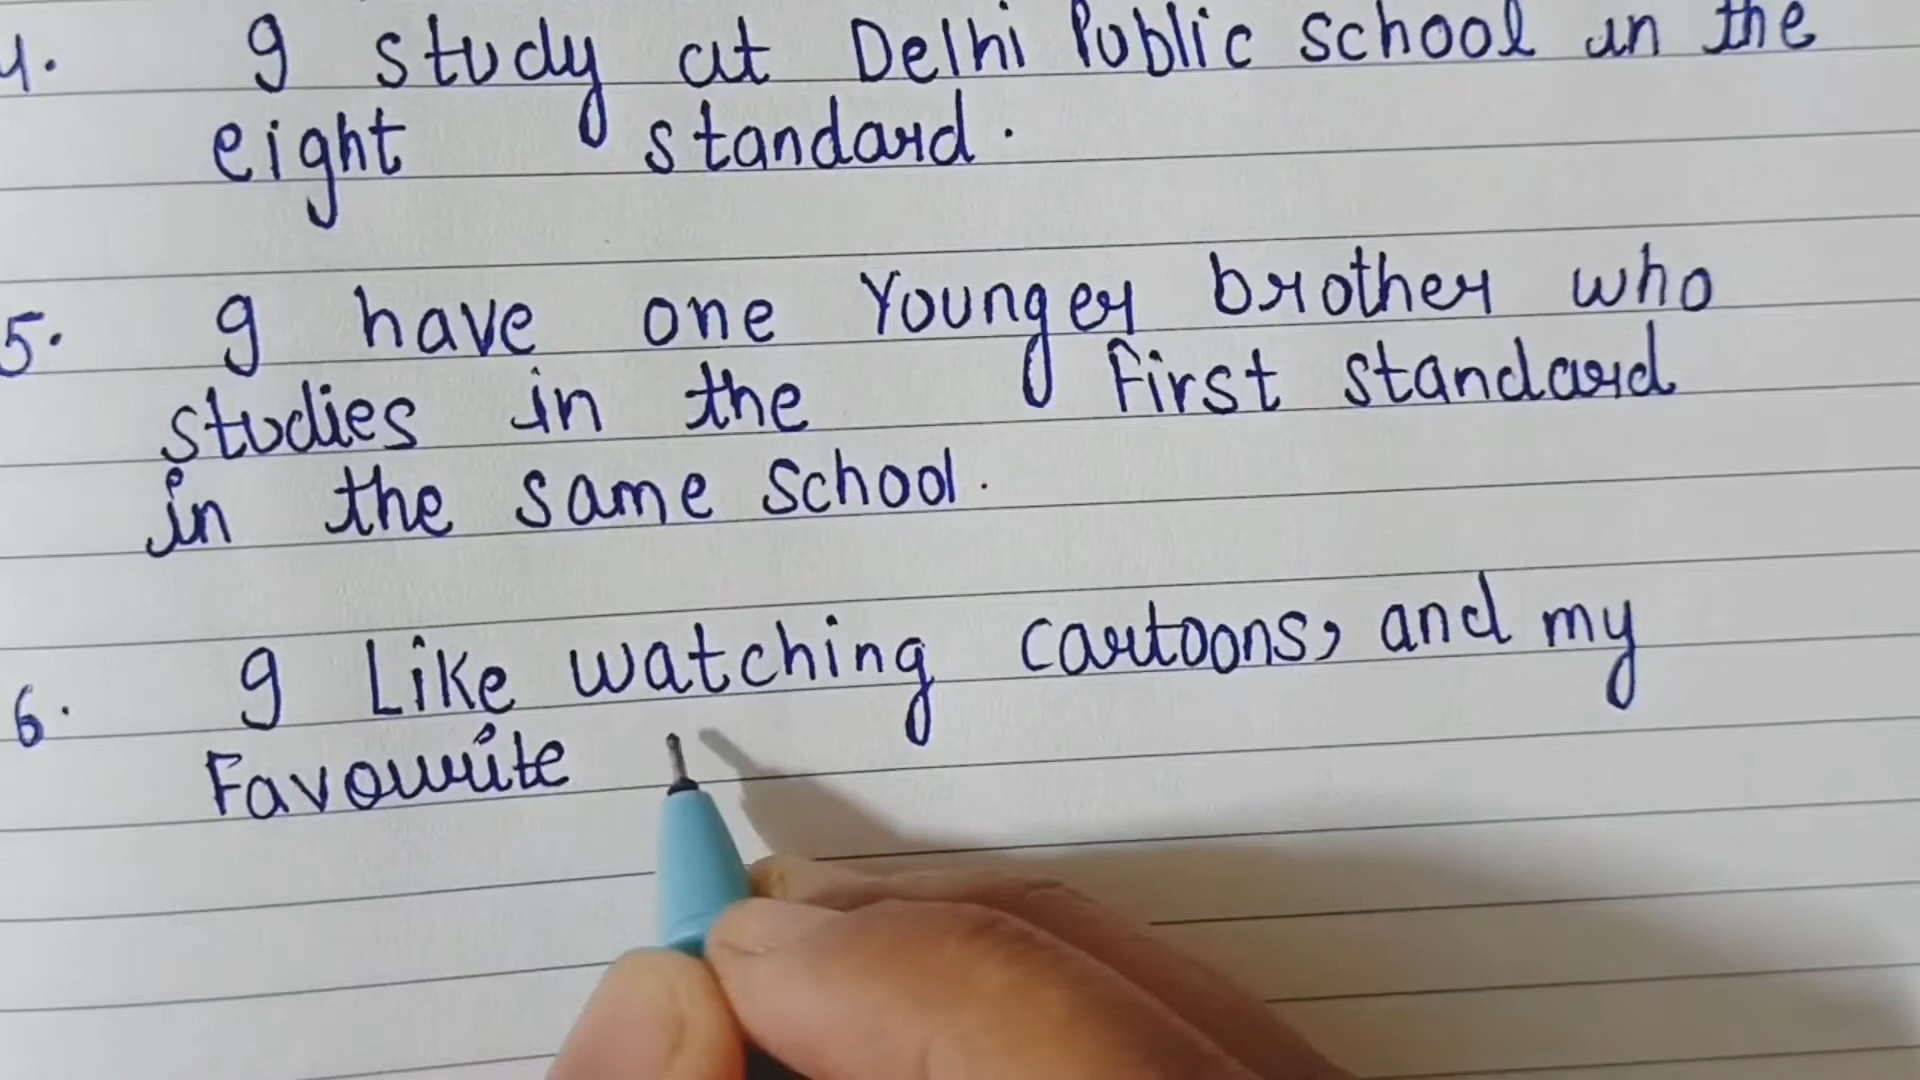 4. I study at Delhi Public school in the
eight standard.
5. I have one Younger brother who
studies in the first standard
in the same school.
6. I Like watching cartoons, and my
Favourite